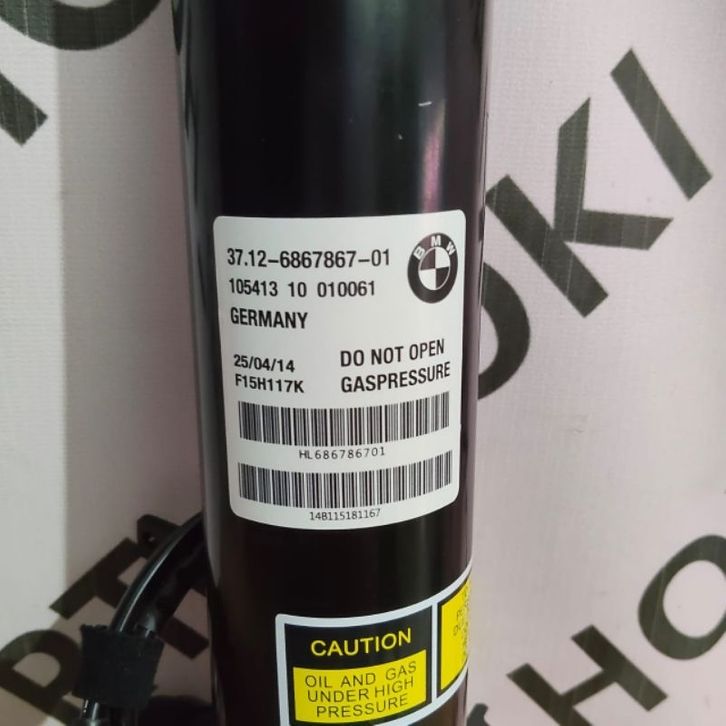 37.12-6867867-01
BMW
105413 10 010061
GERMANY
25/04/14
F15H117K
DO NOT OPEN
GASPRESSURE
HL686786701
14B115181167
CAUTION
OIL AND GAS
UNDER HIGH
PRESSURE